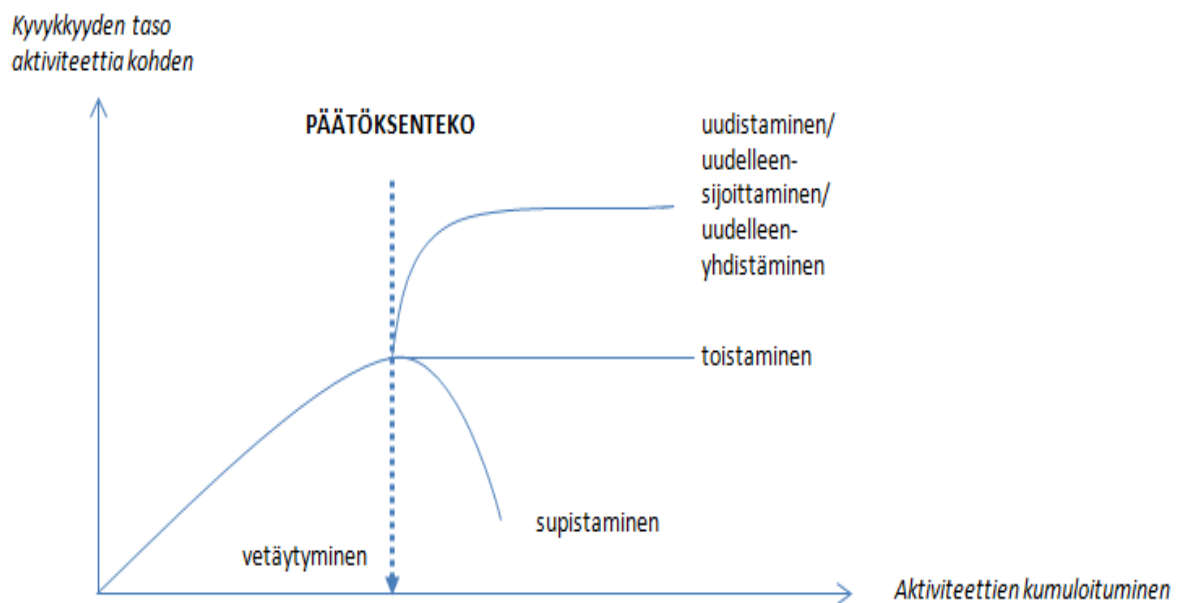 Kyvykkyyden taso
aktiviteettia kohden
PÄÄTÖKSENTEKO
uudistaminen/
uudelleen-
sijoittaminen/
uudelleen-
yhdistäminen
toistaminen
supistaminen
vetäytyminen
Aktiviteettien kumuloituminen